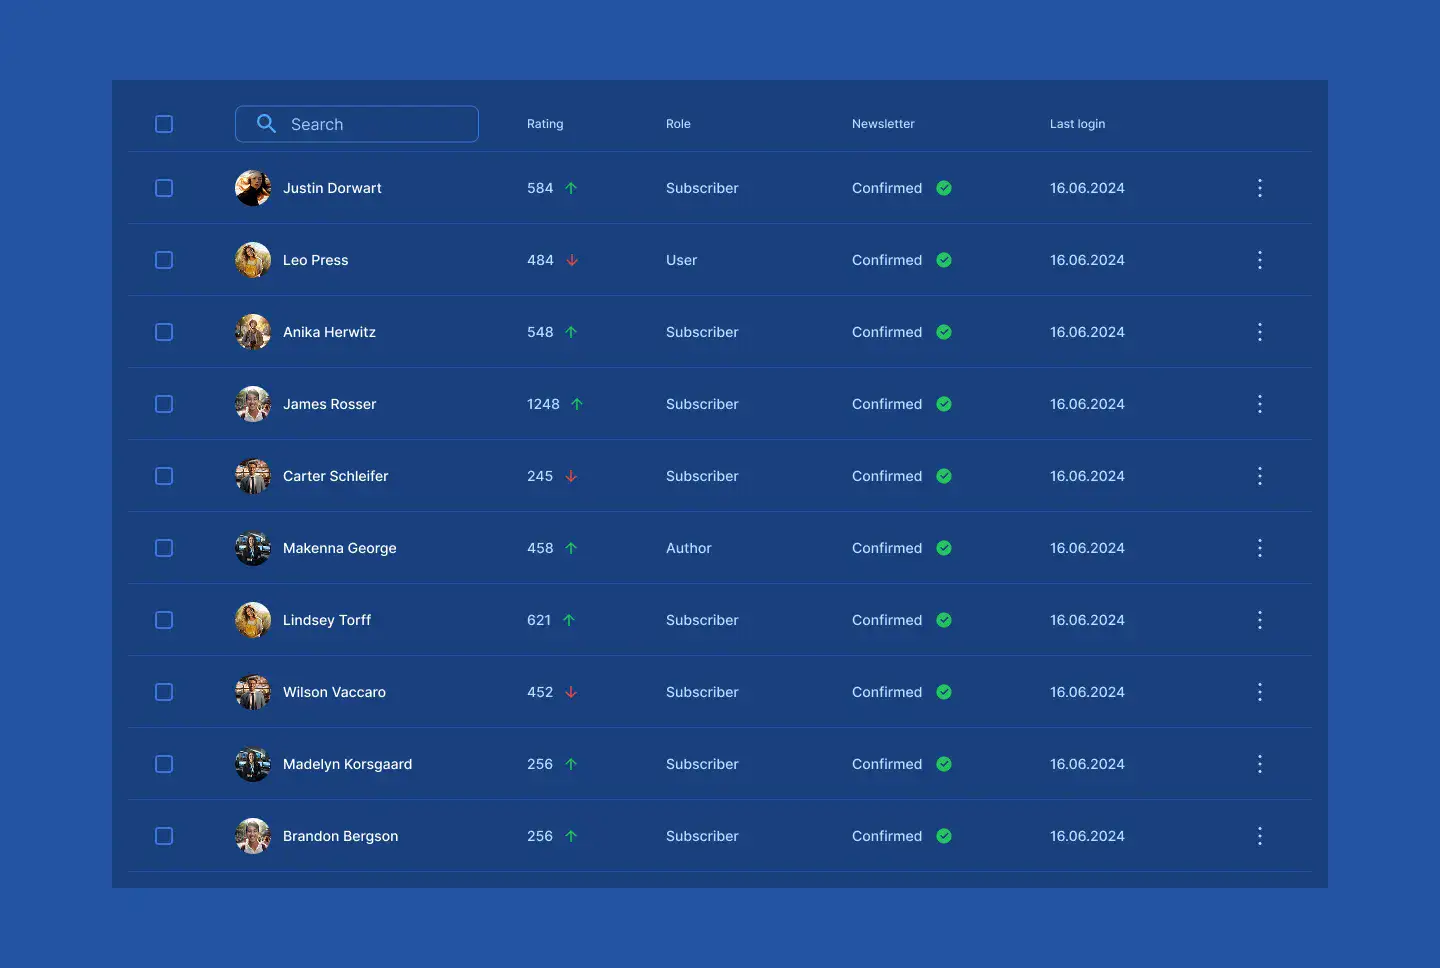 Search Rating Role Newsletter Last login
Justin Dorwart 584 Subscriber Confirmed 16.06.2024
Leo Press 484 User Confirmed 16.06.2024
Anika Herwitz 548 Subscriber Confirmed 16.06.2024
James Rosser 1248 Subscriber Confirmed 16.06.2024
Carter Schleifer 245 Subscriber Confirmed 16.06.2024
Makenna George 458 Author Confirmed 16.06.2024
Lindsey Torff 621 Subscriber Confirmed 16.06.2024
Wilson Vaccaro 452 Subscriber Confirmed 16.06.2024
Madelyn Korsgaard 256 Subscriber Confirmed 16.06.2024
Brandon Bergson 256 Subscriber Confirmed 16.06.2024